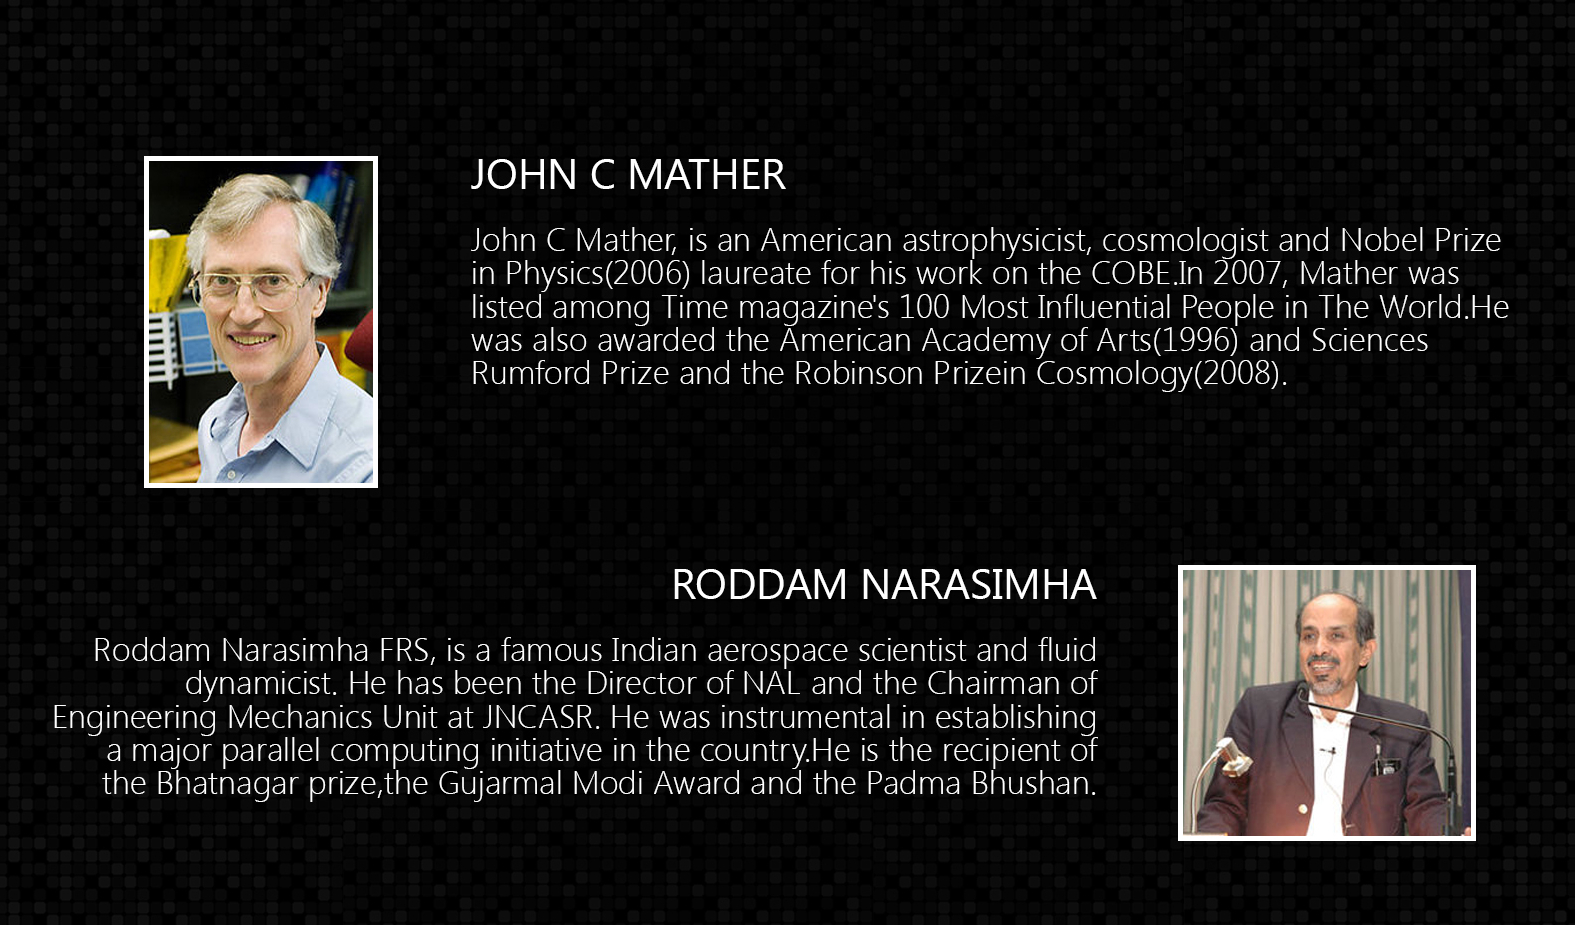 JOHN C MATHER
John C Mather, is an American astrophysicist, cosmologist and Nobel Prize
in Physics(2006) laureate for his work on the COBE.In 2007, Mather was
listed among Time magazine's 100 Most Influential People in The World.He
was also awarded the American Academy of Arts(1996) and Sciences
Rumford Prize and the Robinson Prizein Cosmology(2008).
RODDAM NARASIMHA
Roddam Narasimha FRS, is a famous Indian aerospace scientist and fluid
dynamicist. He has been the Director of NAL and the Chairman of
Engineering Mechanics Unit at JNCASR. He was instrumental in establishing
a major parallel computing initiative in the country.He is the recipient of
the Bhatnagar prize,the Gujarmal Modi Award and the Padma Bhushan.